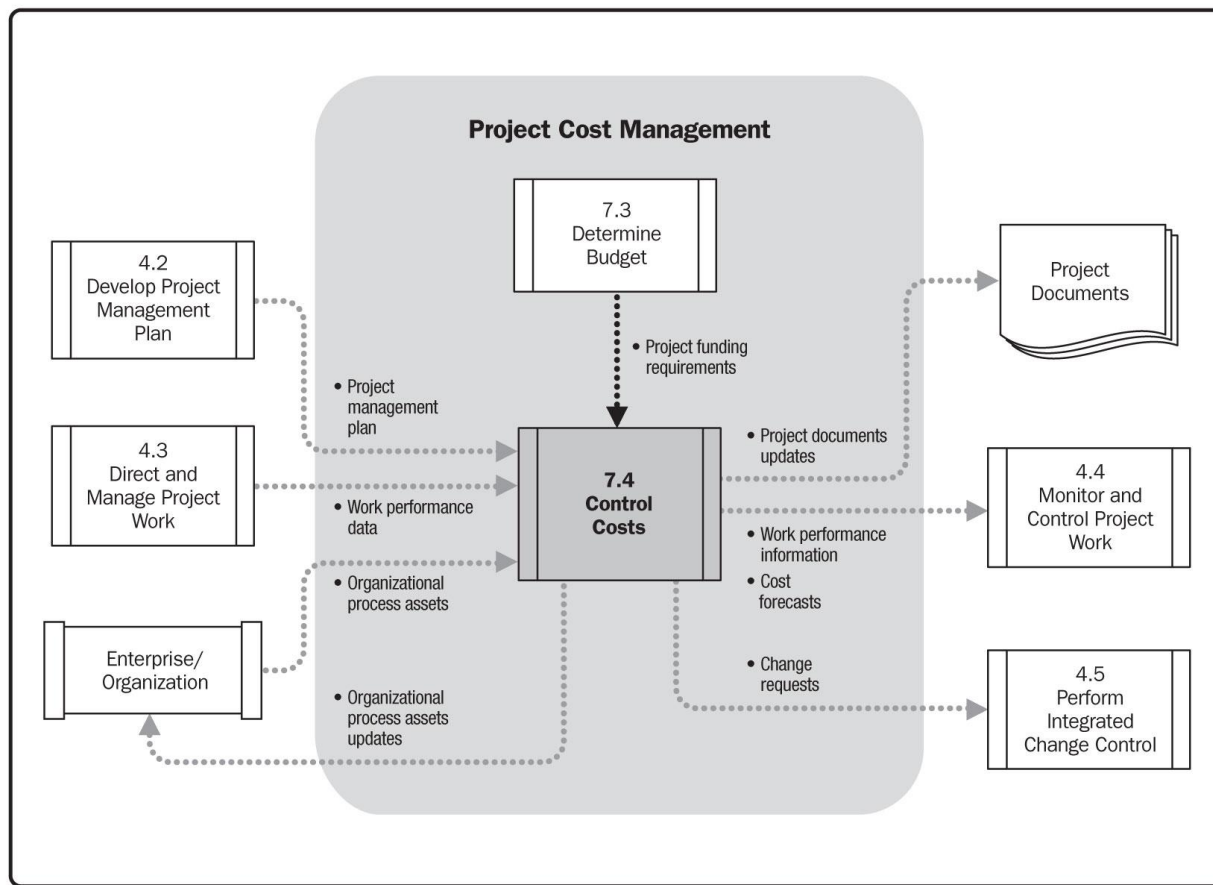 Project Cost Management
7.3
Determine
Budget
4.2
Develop Project
Management
Plan
Project
Documents
• Project funding
requirements
• Project
management
plan
4.3
Direct and
Manage Project
Work
• Project documents
updates
7.4
Control
Costs
4.4
Monitor and
Control Project
Work
• Work performance
data
• Work performance
information
• Cost
forecasts
• Organizational
process assets
Enterprise/
Organization
• Change
requests
4.5
Perform
Integrated
Change Control
• Organizational
process assets
updates